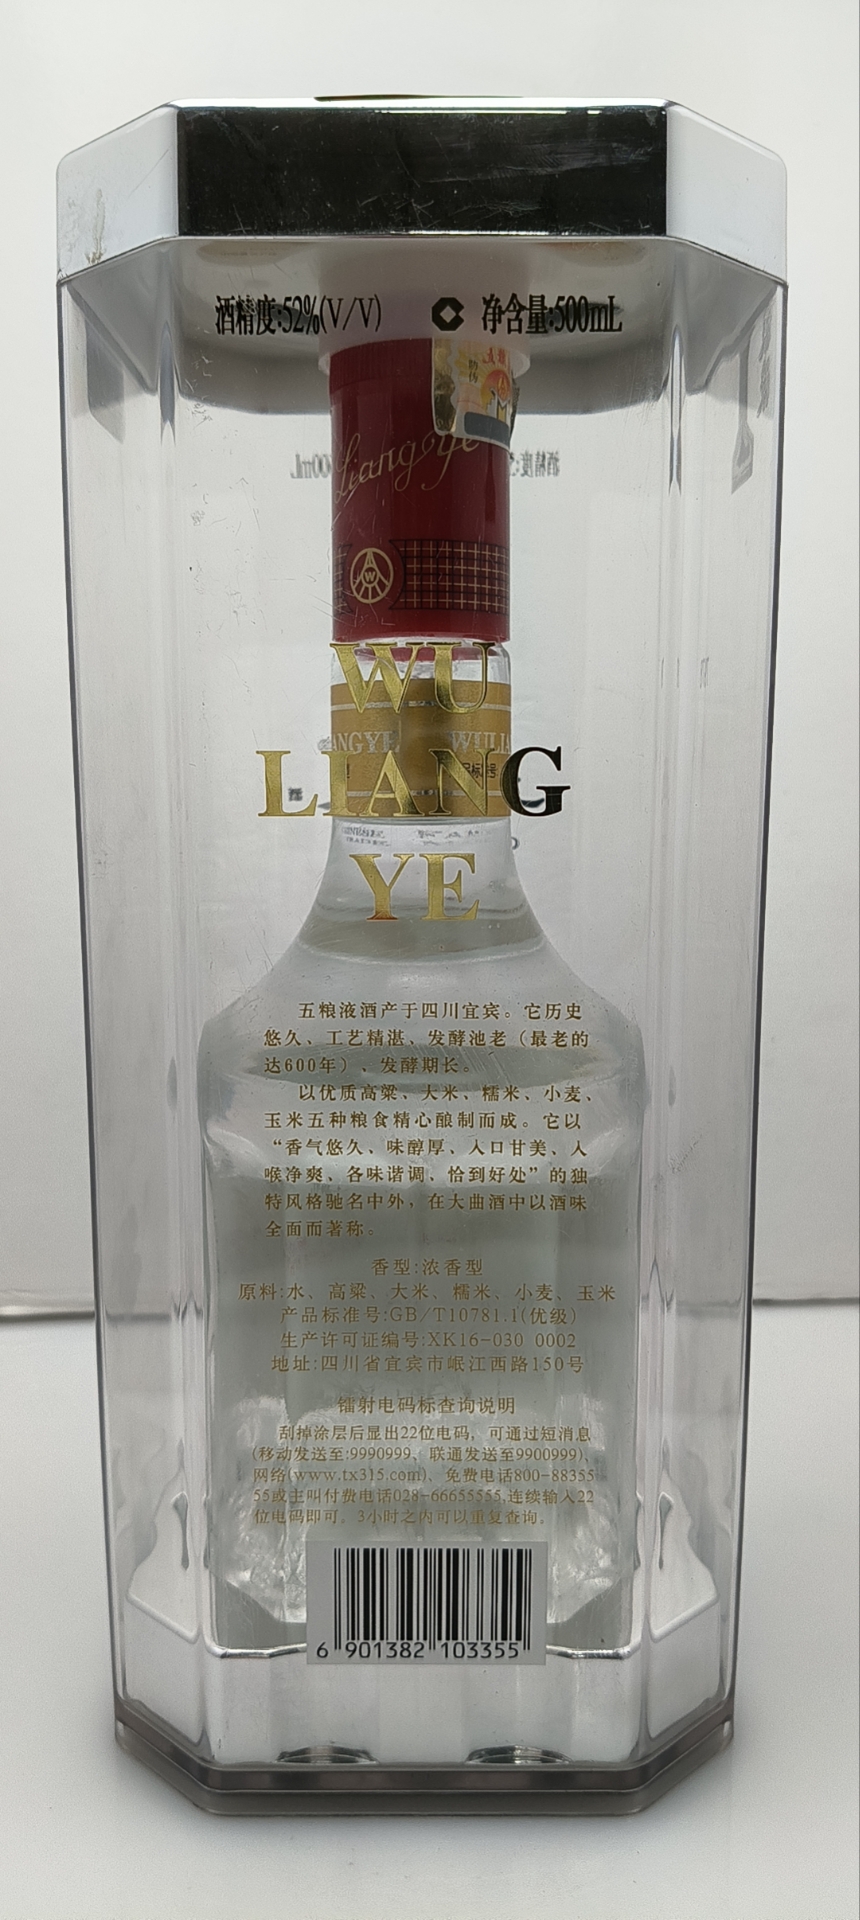 酒精度:52%(V/V) 净含量:500mL
防伪
Liang Ye
W
WU
LIANG
YE
五粮液酒产于四川宜宾。它历史
悠久、工艺精湛、发酵池老（最老的
达600年）、发酵期长。
以优质高粱、大米、糯米、小麦、
玉米五种粮食精心酿制而成。它以
“香气悠久、味醇厚、入口甘美、入
喉净爽、各味谐调、恰到好处”的独
特风格驰名中外，在大曲酒中以酒味
全面而著称。
香型:浓香型
原料:水、高粱、大米、糯米、小麦、玉米
产品标准号:GB/T10781.1(优级)
生产许可证编号:XK16-030 0002
地址:四川省宜宾市岷江西路150号
镭射电码标查询说明
刮掉涂层后显出22位电码，可通过短消息
(移动发送至:9990999、联通发送至9900999)、
网络(www.tx315.com)、免费电话800-88355
55或主叫付费电话028-66655555,连续输入22
位电码即可。3小时之内可以重复查询。
6 901382 103355